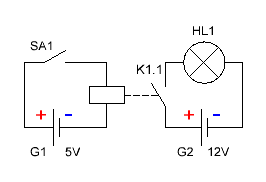 HL1
SA1
K1.1
+ -
+ -
G1 5V
G2 12V